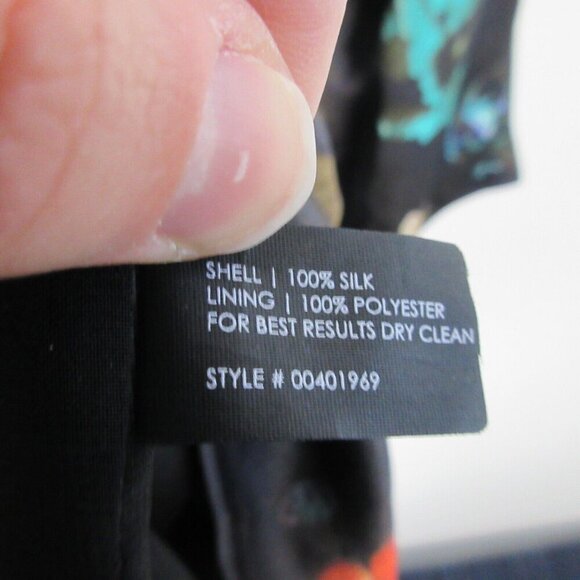 SHELL | 100% SILK
LINING | 100% POLYESTER
FOR BEST RESULTS DRY CLEAN
STYLE # 00401969